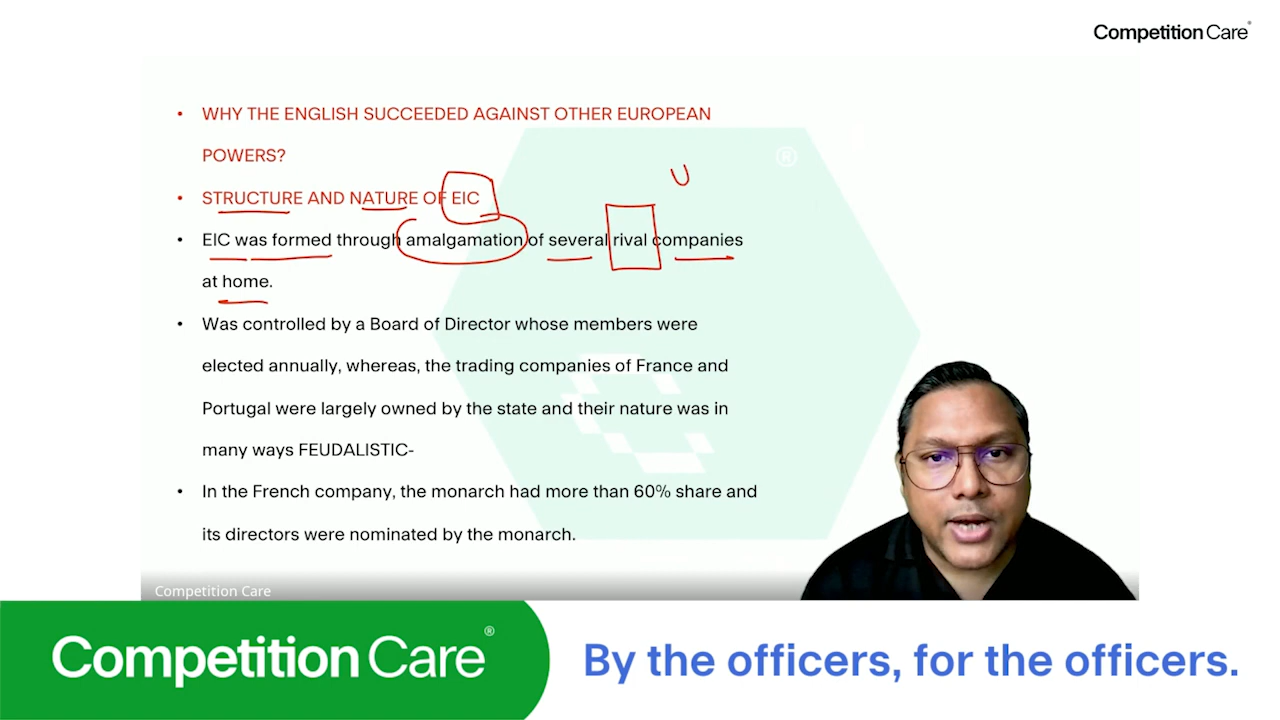 Competition Care®
• WHY THE ENGLISH SUCCEEDED AGAINST OTHER EUROPEAN
POWERS?
®
• STRUCTURE AND NATURE OF EIC
U
• EIC was formed through amalgamation of several rival companies
at home.
• Was controlled by a Board of Director whose members were
elected annually, whereas, the trading companies of France and
Portugal were largely owned by the state and their nature was in
many ways FEUDALISTIC-
• In the French company, the monarch had more than 60% share and
its directors were nominated by the monarch.
Competition Care
Competition Care®
By the officers, for the officers.